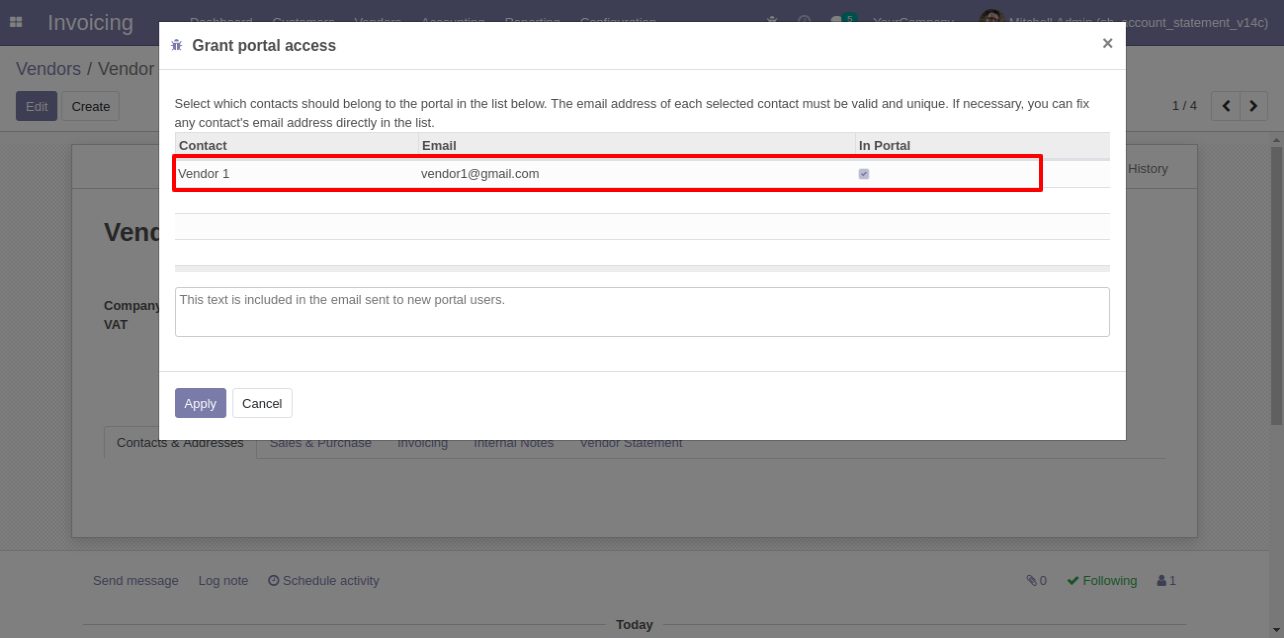 Invoicing
Dashboard Customers Vendors Accounting Reporting Configuration
5 YourCompany
Grant portal access
×
Vendors / Vendor
Edit Create
1 / 4
Select which contacts should belong to the portal in the list below. The email address of each selected contact must be valid and unique. If necessary, you can fix
any contact's email address directly in the list.
Contact Email In Portal
Vendor 1 vendor1@gmail.com
History
This text is included in the email sent to new portal users.
Company
VAT
Apply Cancel
Contacts & Addresses Sales & Purchase Invoicing Internal Notes Vendor Statement
Send message Log note Schedule activity
0 Following 1
Today